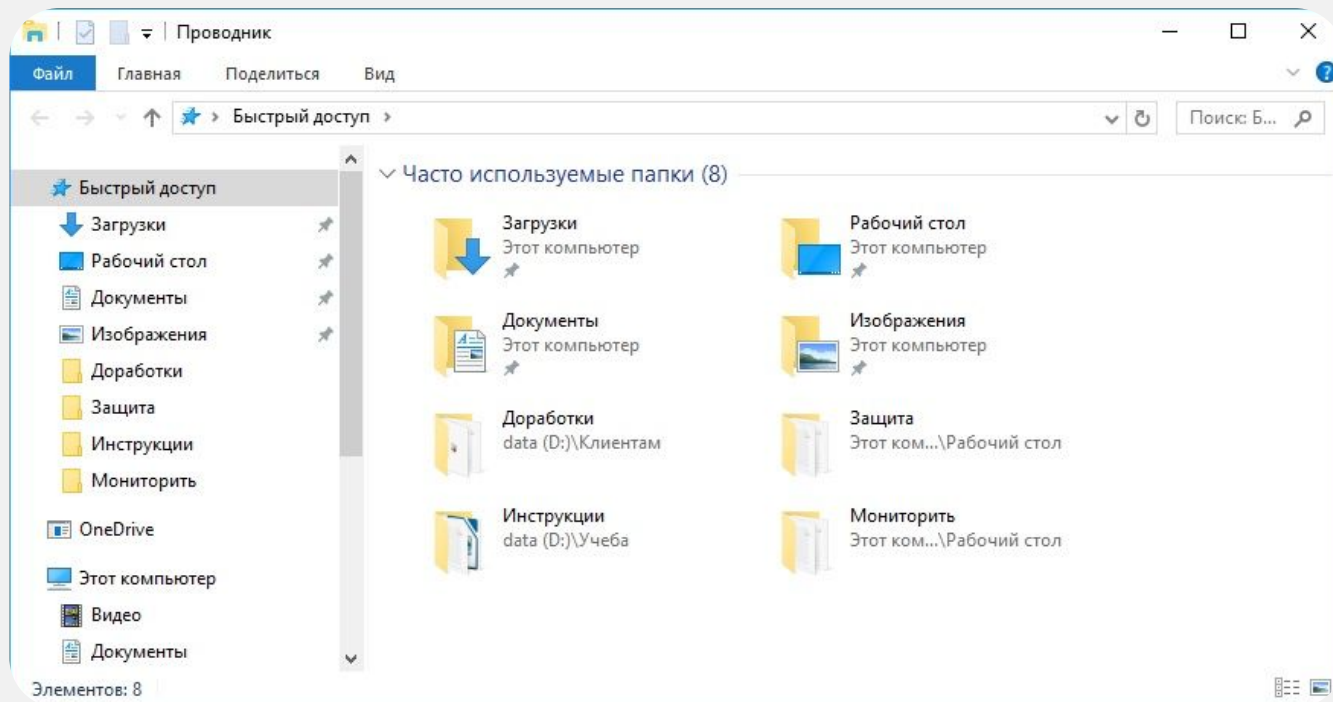 Проводник
Файл Главная Поделиться Вид
Быстрый доступ
Поиск: Б...
Быстрый доступ
Загрузки
Рабочий стол
Документы
Изображения
Доработки
Защита
Инструкции
Мониторить
OneDrive
Этот компьютер
Видео
Документы
Часто используемые папки (8)
Загрузки
Этот компьютер
Рабочий стол
Этот компьютер
Документы
Этот компьютер
Изображения
Этот компьютер
Доработки
data (D:)\Клиентам
Защита
Этот ком...\Рабочий стол
Инструкции
data (D:)\Учеба
Мониторить
Этот ком...\Рабочий стол
Элементов: 8